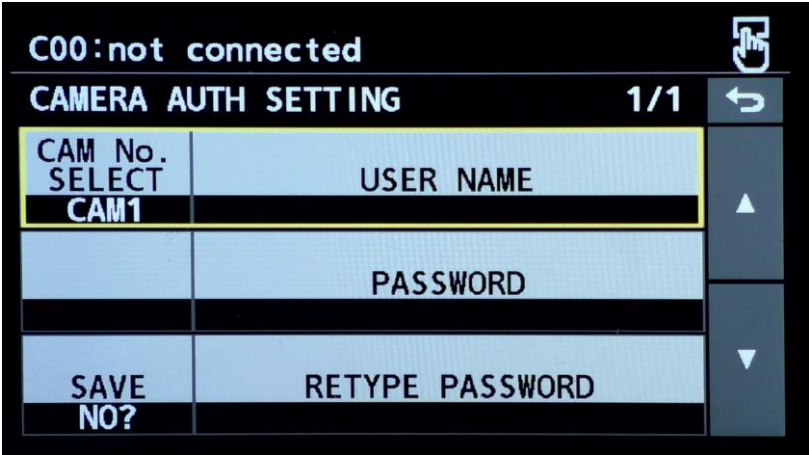 C00:not connected
CAMERA AUTH SETTING 1/1
CAM No.
SELECT
CAM1
USER NAME
PASSWORD
SAVE
NO?
RETYPE PASSWORD